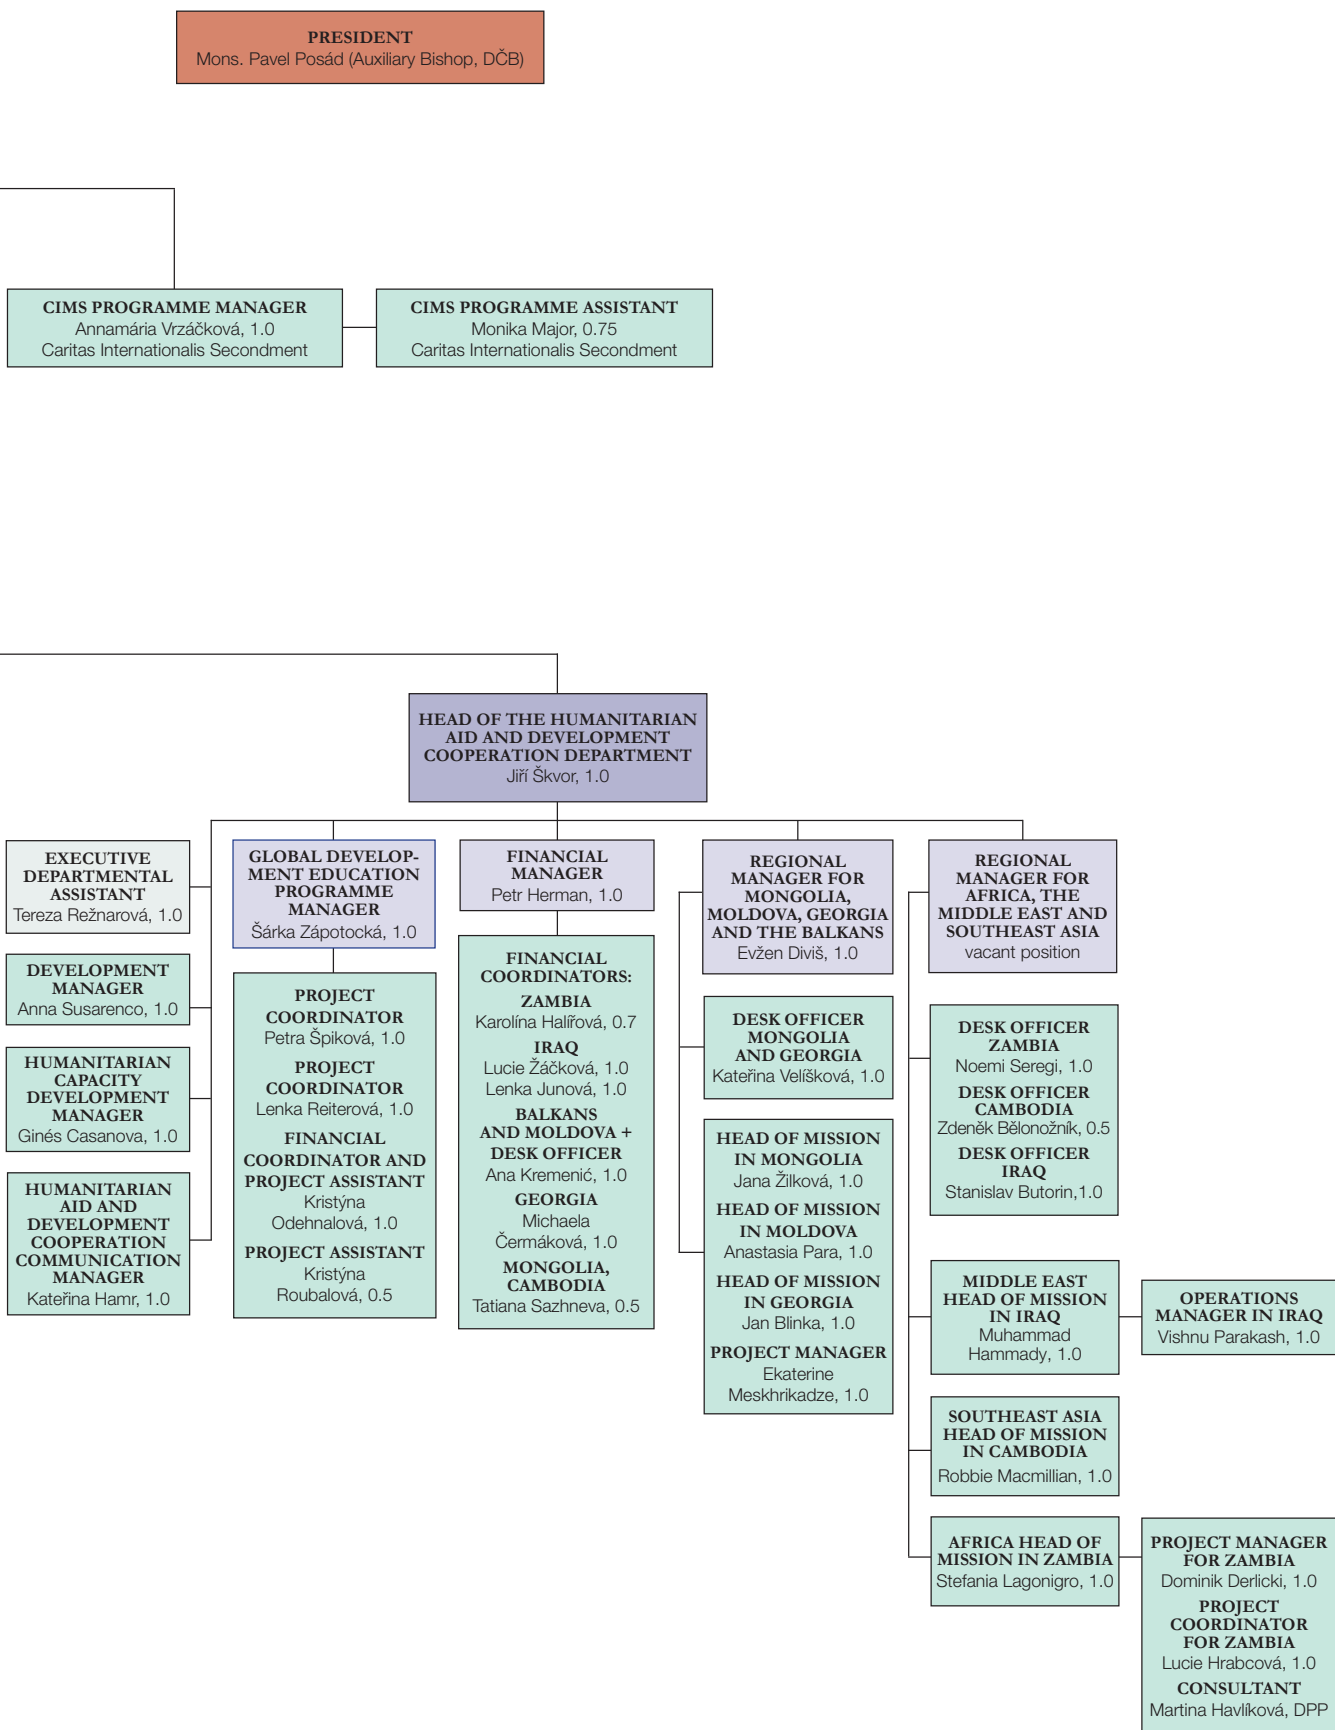 PRESIDENT
Mons. Pavel Posád (Auxiliary Bishop, DČB)
CIMS PROGRAMME MANAGER
Annamária Vrzáčková, 1.0
Caritas Internationalis Secondment
CIMS PROGRAMME ASSISTANT
Monika Major, 0.75
Caritas Internationalis Secondment
HEAD OF THE HUMANITARIAN
AID AND DEVELOPMENT
COOPERATION DEPARTMENT
Jiří Škvor, 1.0
EXECUTIVE
DEPARTMENTAL
ASSISTANT
Tereza Režnarová, 1.0
DEVELOPMENT
MANAGER
Anna Susarenco, 1.0
HUMANITARIAN
CAPACITY
DEVELOPMENT
MANAGER
Ginés Casanova, 1.0
HUMANITARIAN
AID AND
DEVELOPMENT
COOPERATION
COMMUNICATION
MANAGER
Kateřina Hamr, 1.0
GLOBAL DEVELOP-
MENT EDUCATION
PROGRAMME
MANAGER
Šárka Zápotocká, 1.0
PROJECT
COORDINATOR
Petra Špiková, 1.0
PROJECT
COORDINATOR
Lenka Reiterová, 1.0
FINANCIAL
COORDINATOR AND
PROJECT ASSISTANT
Kristýna
Odehnalová, 1.0
PROJECT ASSISTANT
Kristýna
Roubalová, 0.5
FINANCIAL
MANAGER
Petr Herman, 1.0
FINANCIAL
COORDINATORS:
ZAMBIA
Karolína Halířová, 0.7
IRAQ
Lucie Žáčková, 1.0
Lenka Junová, 1.0
BALKANS
AND MOLDOVA +
DESK OFFICER
Ana Kremenić, 1.0
GEORGIA
Michaela
Čermáková, 1.0
MONGOLIA,
CAMBODIA
Tatiana Sazhneva, 0.5
REGIONAL
MANAGER FOR
MONGOLIA,
MOLDOVA, GEORGIA
AND THE BALKANS
Evžen Diviš, 1.0
DESK OFFICER
MONGOLIA
AND GEORGIA
Kateřina Velíšková, 1.0
HEAD OF MISSION
IN MONGOLIA
Jana Žilková, 1.0
HEAD OF MISSION
IN MOLDOVA
Anastasia Para, 1.0
HEAD OF MISSION
IN GEORGIA
Jan Blinka, 1.0
PROJECT MANAGER
Ekaterine
Meskhrikadze, 1.0
REGIONAL
MANAGER FOR
AFRICA, THE
MIDDLE EAST AND
SOUTHEAST ASIA
vacant position
DESK OFFICER
ZAMBIA
Noemi Seregi, 1.0
DESK OFFICER
CAMBODIA
Zdeněk Bělonožník, 0.5
DESK OFFICER
IRAQ
Stanislav Butorin,1.0
MIDDLE EAST
HEAD OF MISSION
IN IRAQ
Muhammad
Hammady, 1.0
OPERATIONS
MANAGER IN IRAQ
Vishnu Parakash, 1.0
SOUTHEAST ASIA
HEAD OF MISSION
IN CAMBODIA
Robbie Macmillian, 1.0
AFRICA HEAD OF
MISSION IN ZAMBIA
Stefania Lagonigro, 1.0
PROJECT MANAGER
FOR ZAMBIA
Dominik Derlicki, 1.0
PROJECT
COORDINATOR
FOR ZAMBIA
Lucie Hrabcová, 1.0
CONSULTANT
Martina Havlíková, DPP